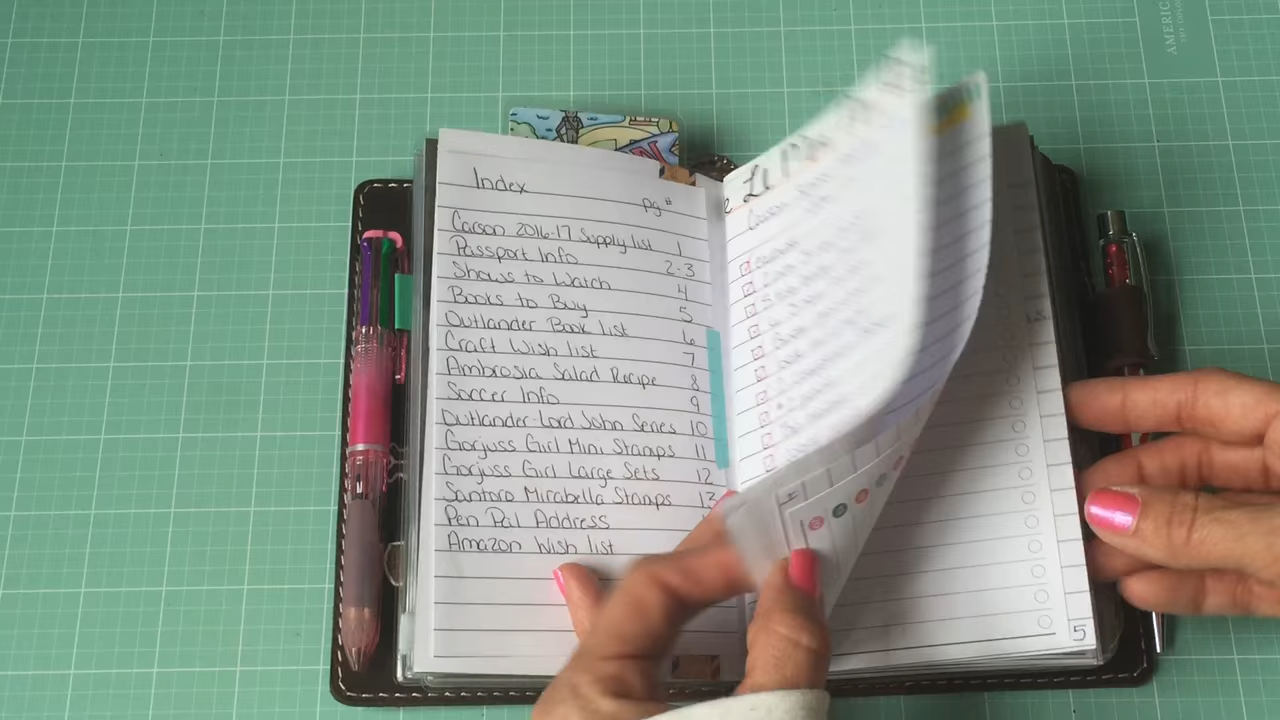 AMERIC
Index
pg #
Carson 2016-17 Supply list 1
Passport Info 2-3
Shows to Watch 4
Books to Buy 5
Outlander Book list 6
Craft Wish list 7
Ambrosia Salad Recipe 8
Soccer Info 9
Outlander-Lord John Series 10
Gorjuss Girl Mini Stamps 11
Gorjuss Girl Large Sets 12
Santoro Mirabella Stamps 13
Pen Pal Address
Amazon Wish list
5